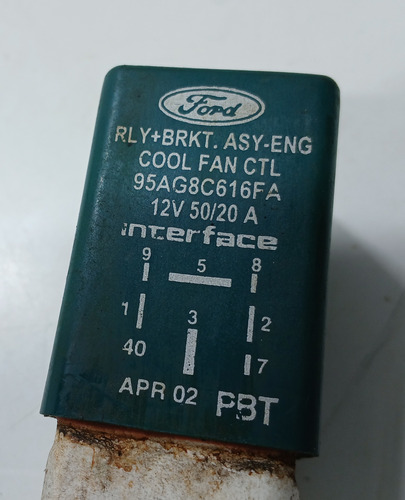 Ford
RLY+BRKT. ASY-ENG
COOL FAN CTL
95AG8C616FA
12V 50/20 A
interface
9 5 8
1 3 2
40 7
APR 02 PBT